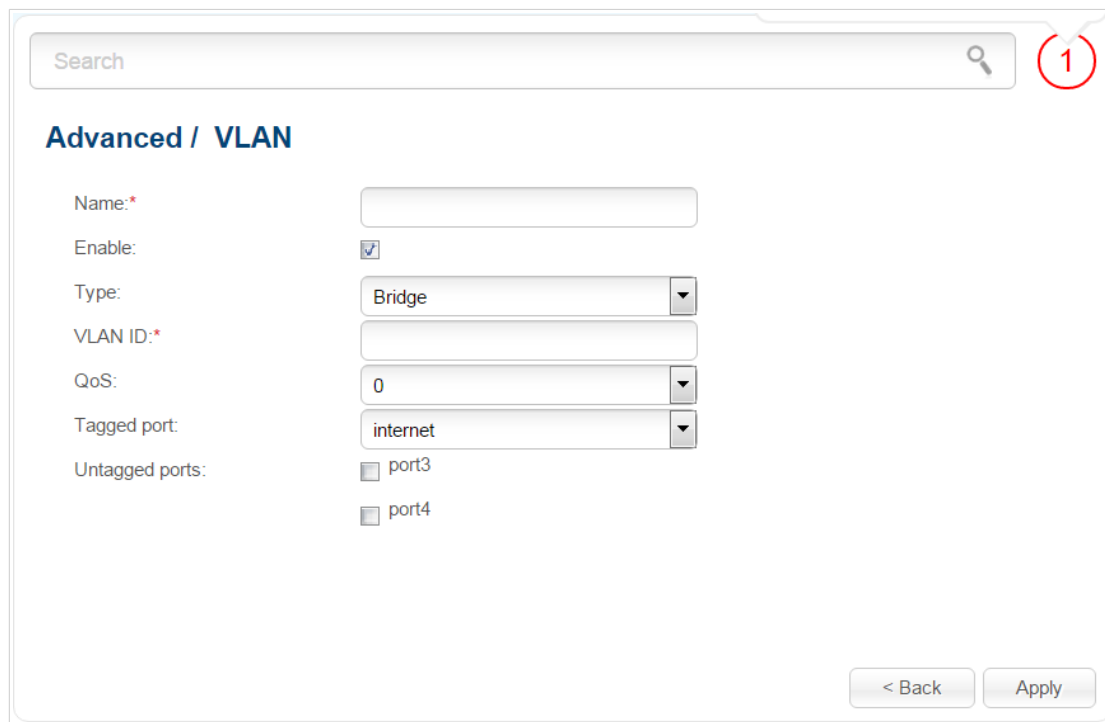 Search
1
Advanced / VLAN
Name:*
Enable:
Type: Bridge
VLAN ID:*
QoS: 0
Tagged port: internet
Untagged ports: port3
port4
< Back Apply